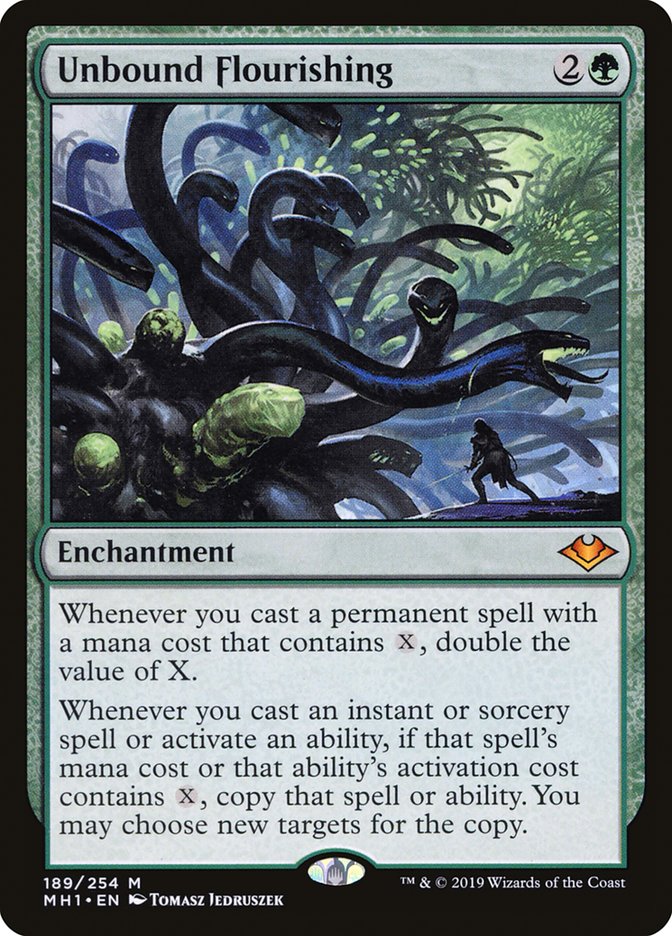 Unbound Flourishing 2
Enchantment
Whenever you cast a permanent spell with
a mana cost that contains X, double the
value of X.
Whenever you cast an instant or sorcery
spell or activate an ability, if that spell's
mana cost or that ability's activation cost
contains X, copy that spell or ability. You
may choose new targets for the copy.
189/254 M
MH1 • EN Tomasz Jedruszek
™ & © 2019 Wizards of the Coast